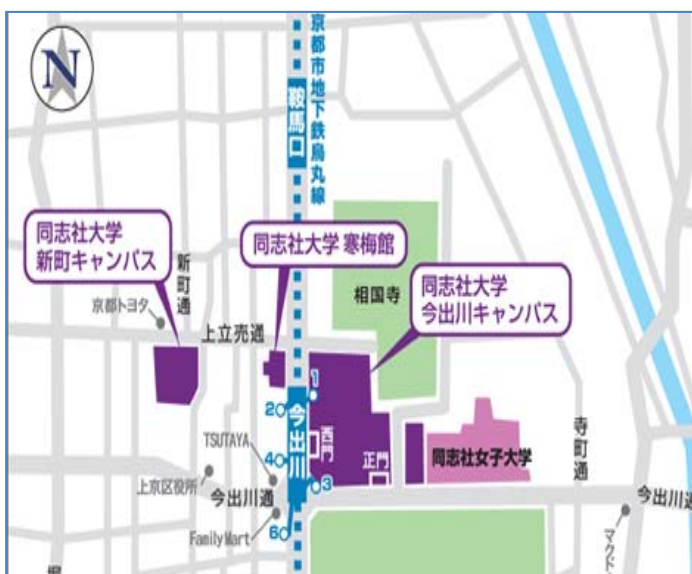 N
京都市地下鉄烏丸線
鞍馬口
同志社大学
新町キャンパス
新町通
同志社大学 寒梅館
相国寺
同志社大学
今出川キャンパス
京都トヨタ
上立売通
1
2
今出川
西門
TSUTAYA
4
正門
3
同志社女子大学
寺町通
上京区役所
今出川通
今出川通
Family Mart
6
マクド